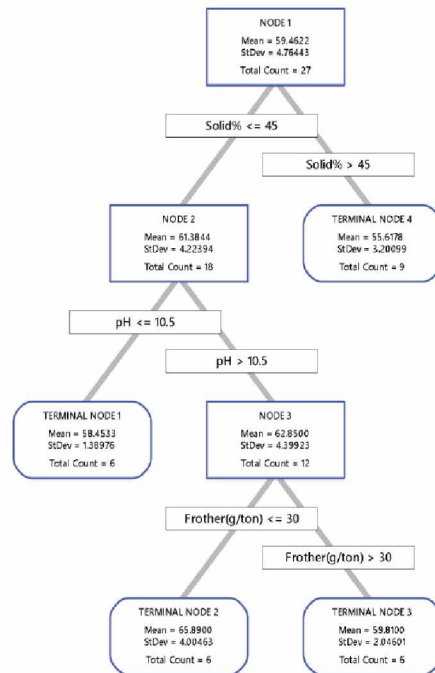 NODE 1
Mean = 59.4622
StDev = 4.76443
Total Count = 27
Solid% <= 45
Solid% > 45
NODE 2
Mean = 61.3844
StDev = 4.22394
Total Count = 18
TERMINAL NODE 4
Mean = 55.6178
StDev = 3.20099
Total Count = 9
pH <= 10.5
pH > 10.5
TERMINAL NODE 1
Mean = 58.4533
StDev = 1.38976
Total Count = 6
NODE 3
Mean = 62.8500
StDev = 4.39923
Total Count = 12
Frother(g/ton) <= 30
Frother(g/ton) > 30
TERMINAL NODE 2
Mean = 65.8900
StDev = 4.00463
Total Count = 6
TERMINAL NODE 3
Mean = 59.8100
StDev = 2.04601
Total Count = 6